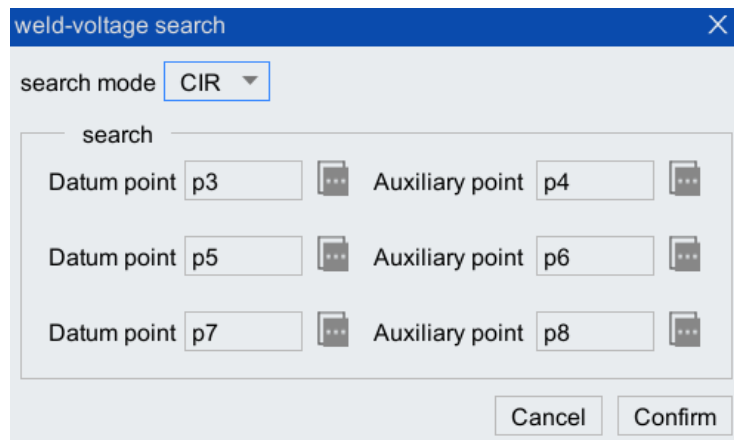 weld-voltage search
search mode CIR
search
Datum point p3 Auxiliary point p4
Datum point p5 Auxiliary point p6
Datum point p7 Auxiliary point p8
Cancel Confirm